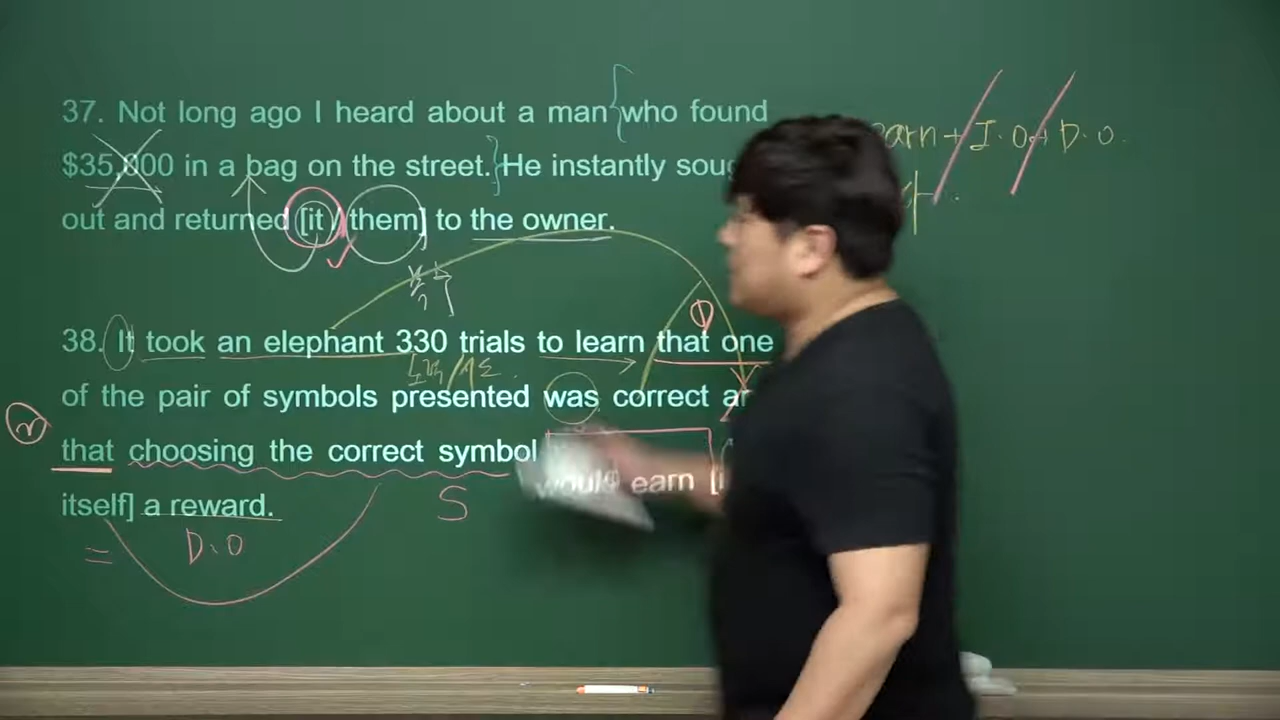 37. Not long ago I heard about a man who found
$35,000 in a bag on the street. He instantly
out and returned [it / them] to the owner.
38. It took an elephant 330 trials to learn that one
of the pair of symbols presented was correct
that choosing the correct symbol would earn
itself] a reward.
earn + I.O + D.O.
S
= D.O